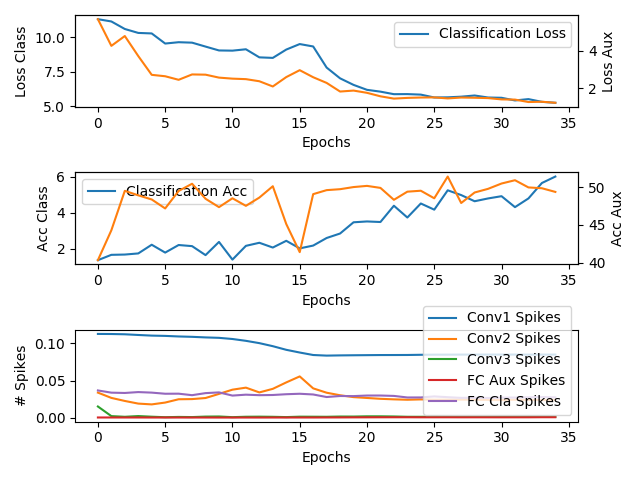 Classification Loss
Loss Class
Loss Aux
10.0
7.5
5.0
4
2
0 5 10 15 20 25 30 35
Epochs
Classification Acc
Acc Class
Acc Aux
6
4
2
50
45
40
0 5 10 15 20 25 30 35
Epochs
Conv1 Spikes
Conv2 Spikes
Conv3 Spikes
FC Aux Spikes
FC Cla Spikes
# Spikes
0.10
0.05
0.00
0 5 10 15 20 25 30 35
Epochs